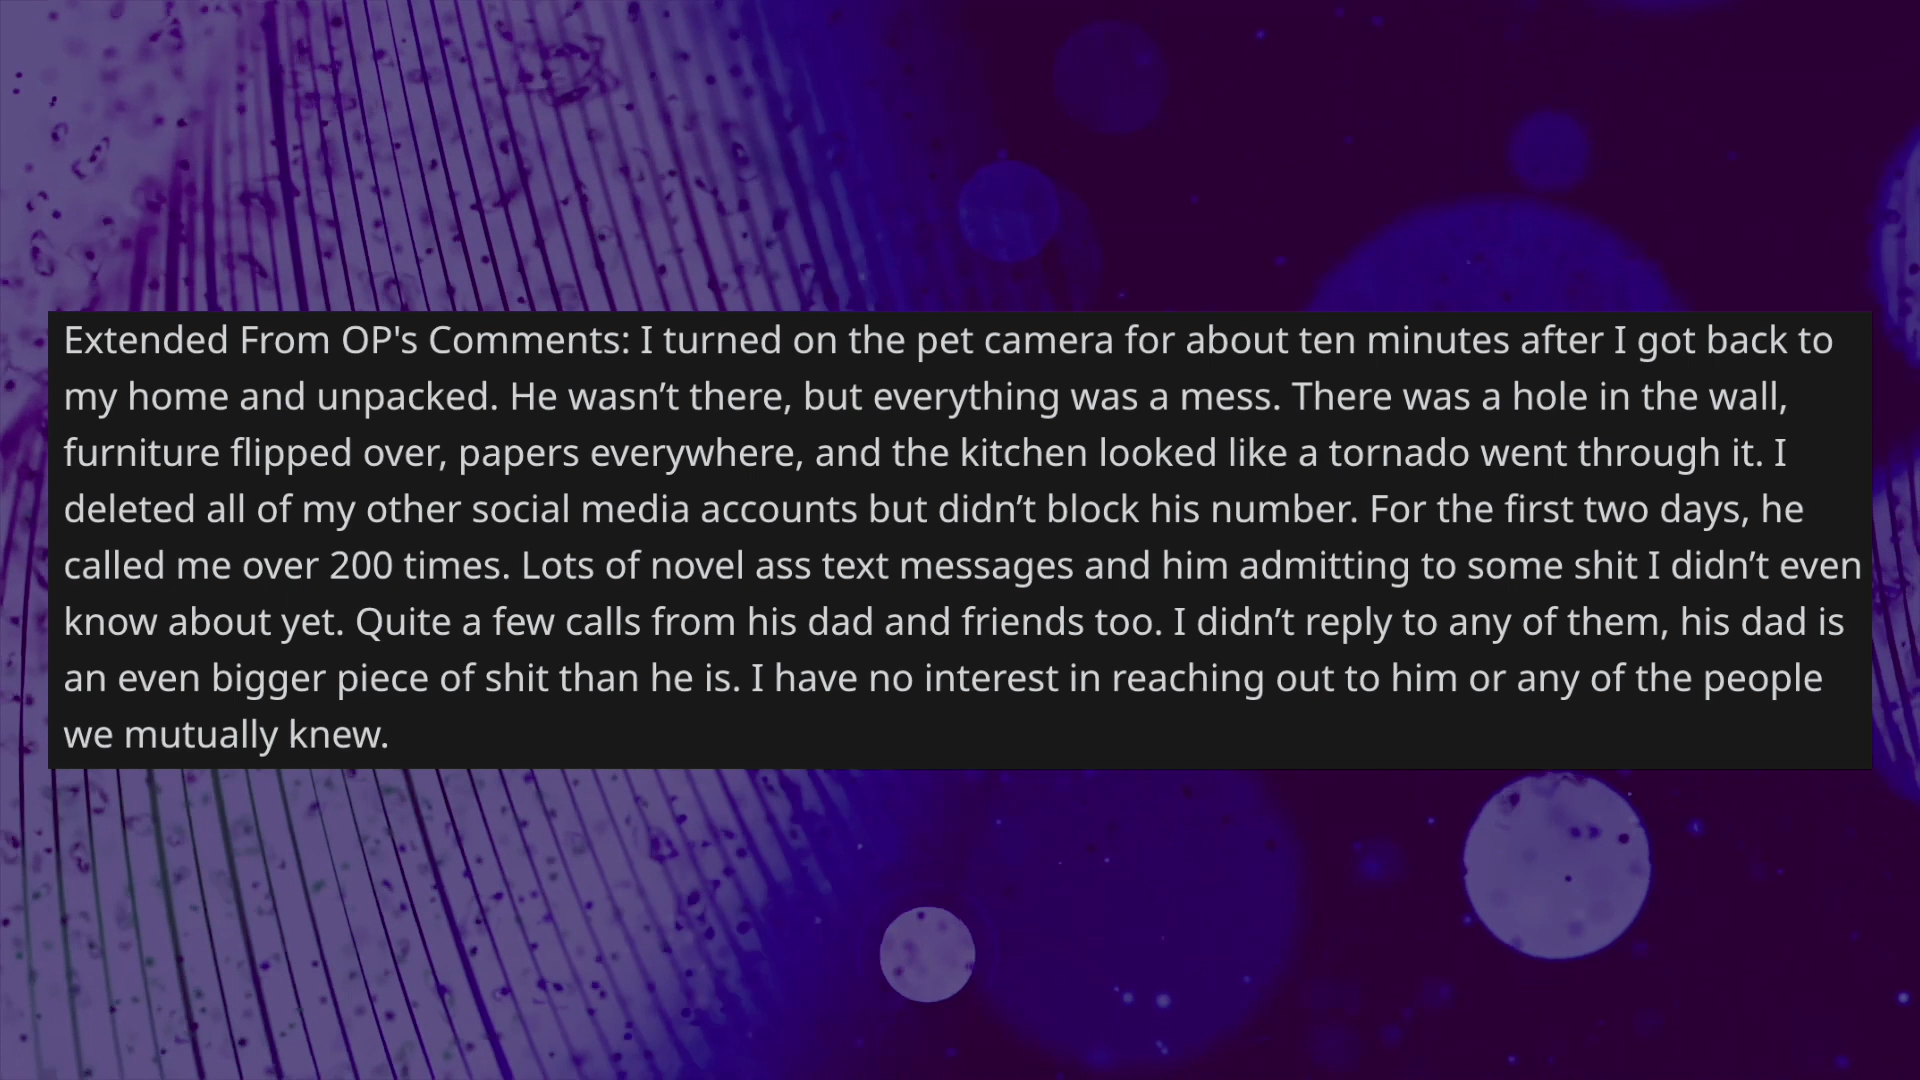 Extended From OP's Comments: I turned on the pet camera for about ten minutes after I got back to
my home and unpacked. He wasn’t there, but everything was a mess. There was a hole in the wall,
furniture flipped over, papers everywhere, and the kitchen looked like a tornado went through it. I
deleted all of my other social media accounts but didn’t block his number. For the first two days, he
called me over 200 times. Lots of novel ass text messages and him admitting to some shit I didn’t even
know about yet. Quite a few calls from his dad and friends too. I didn’t reply to any of them, his dad is
an even bigger piece of shit than he is. I have no interest in reaching out to him or any of the people
we mutually knew.